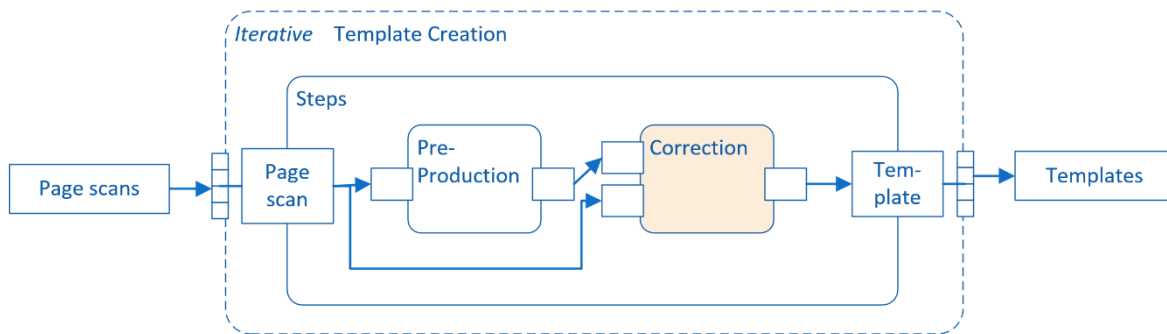 Iterative Template Creation
Steps
Pre-
Production
Correction
Page scans
Page
scan
Tem-
plate
Templates